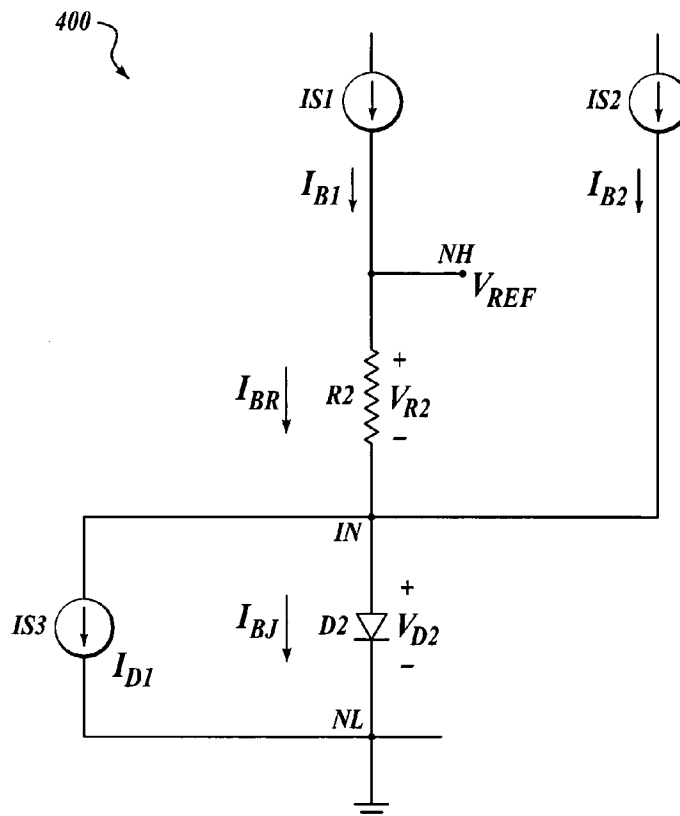 400
IS1
IS2
I_B1
I_B2
NH
V_REF
I_BR
R2
+
V_R2
−
IN
IS3
I_D1
I_BJ
D2
+
V_D2
−
NL